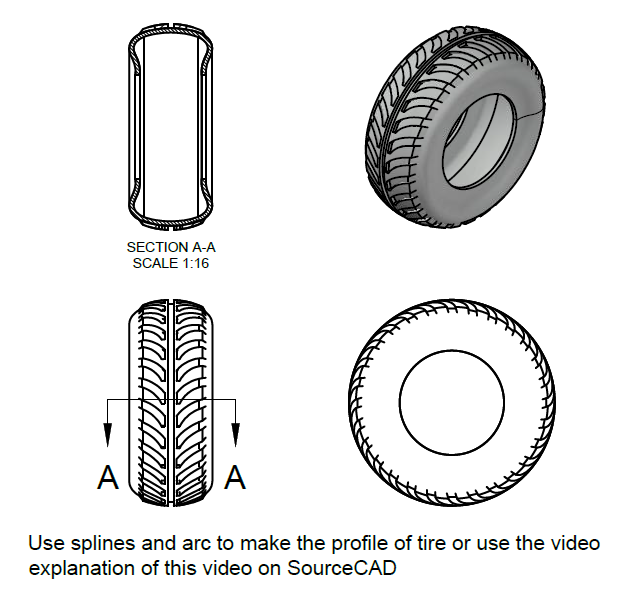 SECTION A-A
SCALE 1:16
A A
Use splines and arc to make the profile of tire or use the video
explanation of this video on SourceCAD